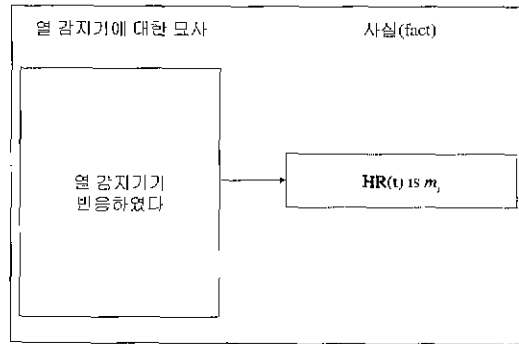 열 감지기에 대한 묘사
사실(fact)
열 감지기가
반응하였다
HR(t) is m_j